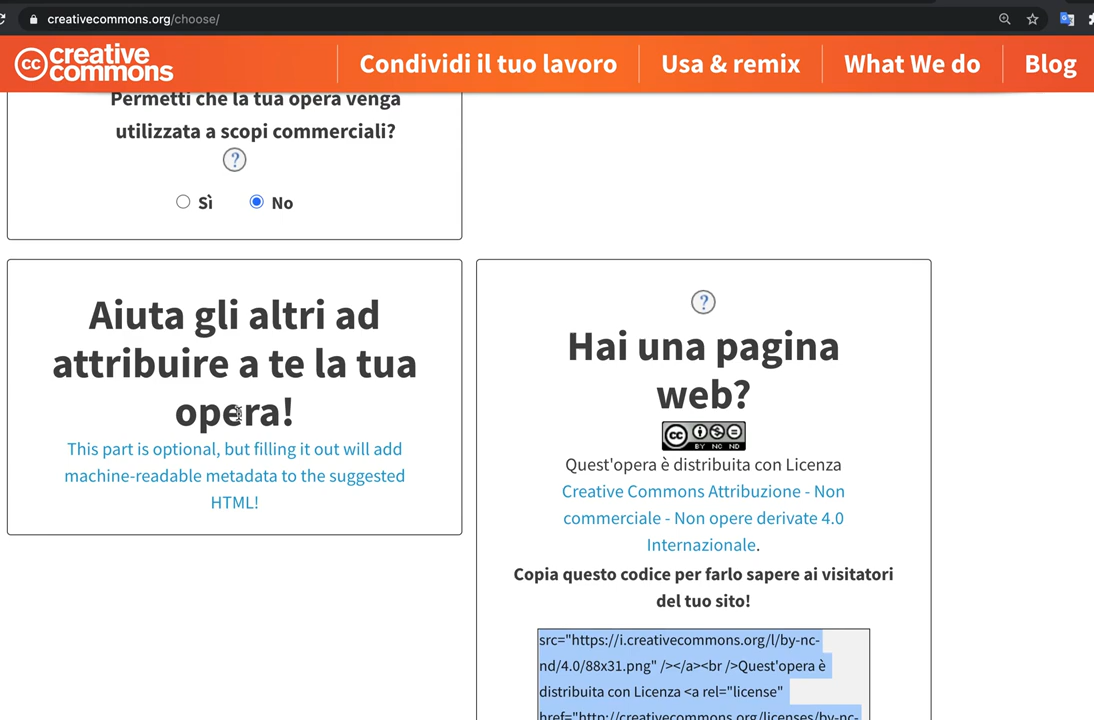 creativecommons.org/choose/
cc creative commons
Condividi il tuo lavoro
Usa & remix
What We do
Blog
Permetti che la tua opera venga
utilizzata a scopi commerciali?
?
Sì No
Aiuta gli altri ad
attribuire a te la tua
opera!
This part is optional, but filling it out will add
machine-readable metadata to the suggested
HTML!
?
Hai una pagina
web?
cc BY NC ND
Quest'opera è distribuita con Licenza
Creative Commons Attribuzione - Non
commerciale - Non opere derivate 4.0
Internazionale.
Copia questo codice per farlo sapere ai visitatori
del tuo sito!
src="https://i.creativecommons.org/l/by-nc-
nd/4.0/88x31.png" /></a><br />Quest'opera è
distribuita con Licenza <a rel="license"
href="http://creativecommons.org/licenses/by-nc-